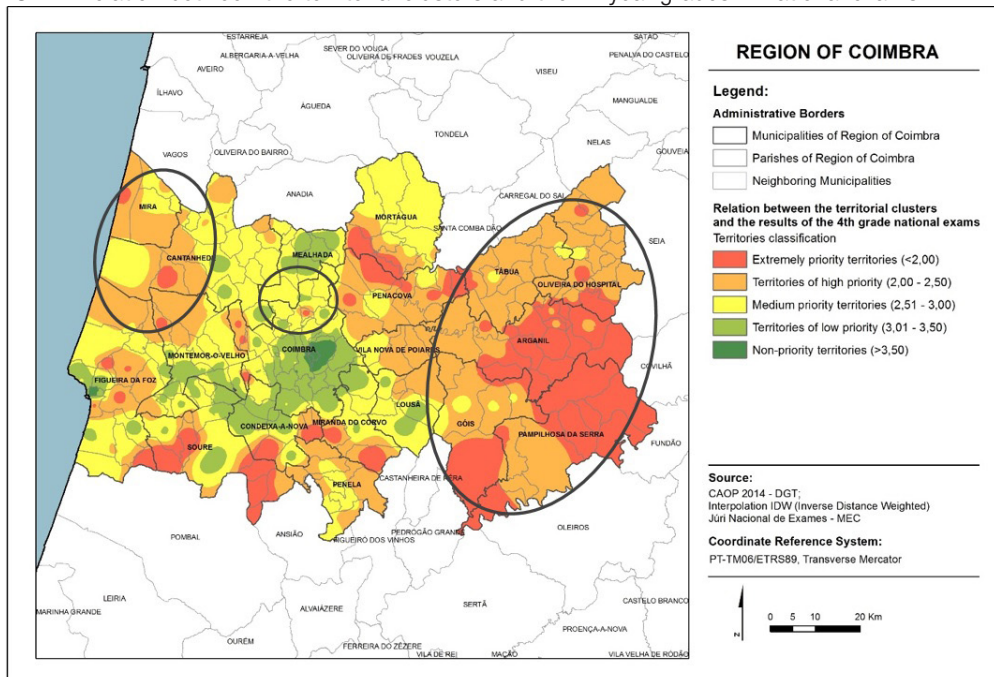 REGION OF COIMBRA
Legend:
Administrative Borders
Municipalities of Region of Coimbra
Parishes of Region of Coimbra
Neighboring Municipalities
Relation between the territorial clusters
and the results of the 4th grade national exams
Territories classification
Extremely priority territories (<2,00)
Territories of high priority (2,00 - 2,50)
Medium priority territories (2,51 - 3,00)
Territories of low priority (3,01 - 3,50)
Non-priority territories (>3,50)
Source:
CAOP 2014 - DGT;
Interpolation IDW (Inverse Distance Weighted)
Júri Nacional de Exames - MEC
Coordinate Reference System:
PT-TM06/ETRS89, Transverse Mercator
N
0 5 10 20 Km
ESTARREJA
ALBERGARIA-A-VELHA
SEVER DO VOUGA
OLIVEIRA DE FRADES
VOUZELA
SATÃO
PENALVA DO CASTELO
AVEIRO
VISEU
ÍLHAVO
ÁGUEDA
MANGUALDE
TONDELA
NELAS
GOUVEIA
VAGOS
OLIVEIRA DO BAIRRO
ANADIA
CARREGAL DO SAL
MIRA
MORTÁGUA
SANTA COMBA DÃO
SEIA
CANTANHEDE
MEALHADA
TÁBUA
OLIVEIRA DO HOSPITAL
PENACOVA
ARGANIL
COIMBRA
VILA NOVA DE POIARES
MONTEMOR-O-VELHO
COVILHÃ
FIGUEIRA DA FOZ
LOUSÃ
CONDEIXA-A-NOVA
MIRANDA DO CORVO
GÓIS
PAMPILHOSA DA SERRA
SOURE
FUNDÃO
CASTANHEIRA DE PÊRA
PENELA
OLEIROS
POMBAL
ANSIÃO
PEDROGÃO GRANDE
FIGUEIRÓ DOS VINHOS
LEIRIA
MARINHA GRANDE
ALVAIÁZERE
SERTÃ
CASTELO BRANCO
PROENÇA-A-NOVA
OURÉM
FERREIRA DO ZÊZERE
VILA DE REI
MAÇÃO
VILA VELHA DE RÓDÃO